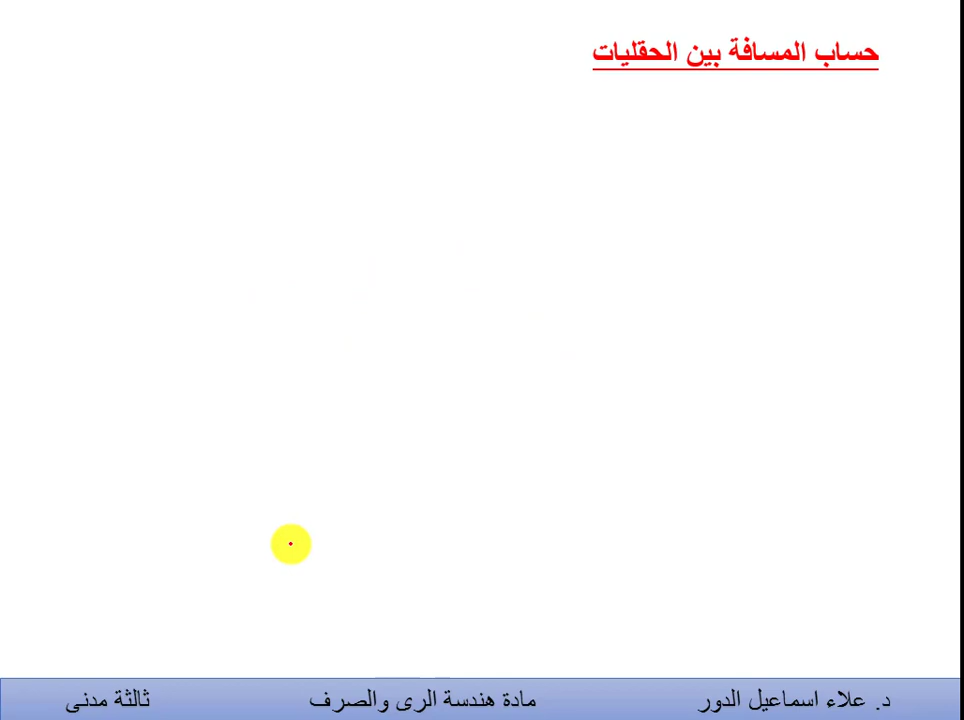 حساب المسافة بين الحقليات
د. علاء اسماعيل الدور مادة هندسة الرى والصرف ثالثة مدنى